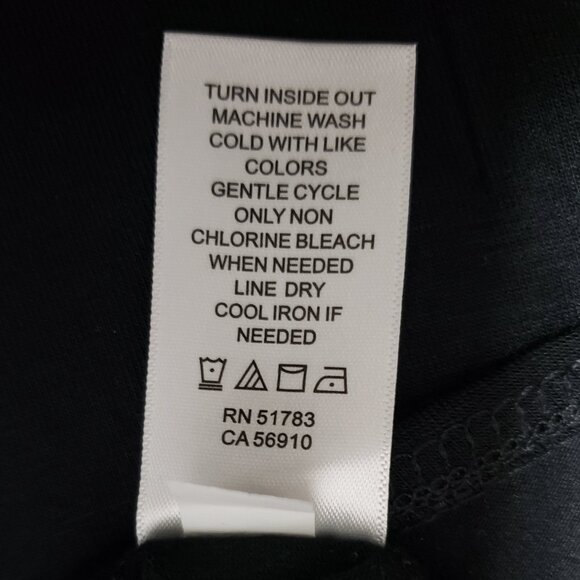 TURN INSIDE OUT
MACHINE WASH
COLD WITH LIKE
COLORS
GENTLE CYCLE
ONLY NON
CHLORINE BLEACH
WHEN NEEDED
LINE DRY
COOL IRON IF
NEEDED
RN 51783
CA 56910